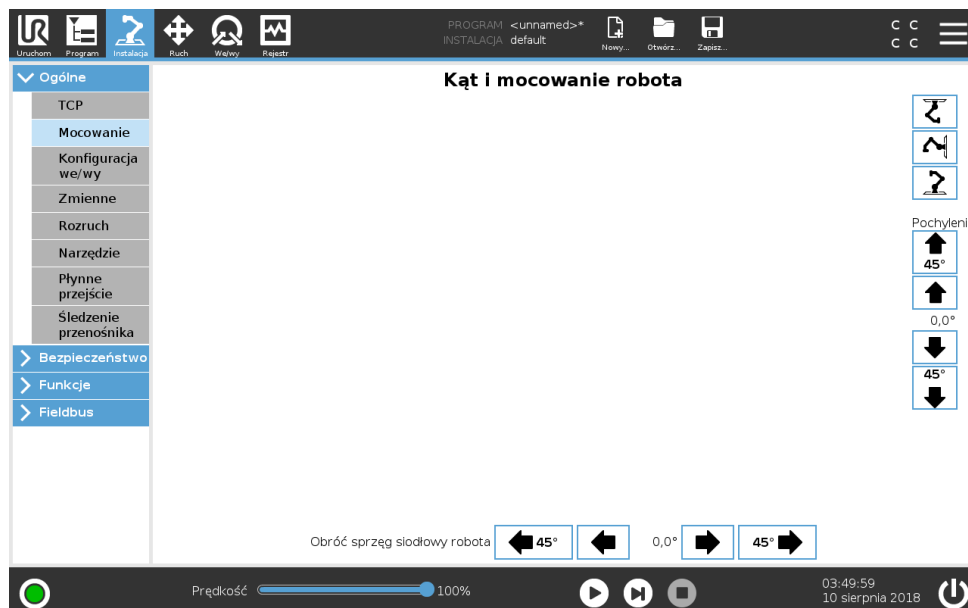 PROGRAM <unnamed>*
INSTALACJA default
C C
C C
Uruchom Program Instalacja Ruch We/wy Rejestr Nowy... Otwórz... Zapisz...
Ogólne
TCP
Mocowanie
Konfiguracja
we/wy
Zmienne
Rozruch
Narzędzie
Płynne
przejście
Śledzenie
przenośnika
Bezpieczeństwo
Funkcje
Fieldbus
Kąt i mocowanie robota
Pochyleni
45°
0,0°
45°
Obróć sprzęg siodłowy robota 45° 0,0° 45°
Prędkość 100%
03:49:59
10 sierpnia 2018